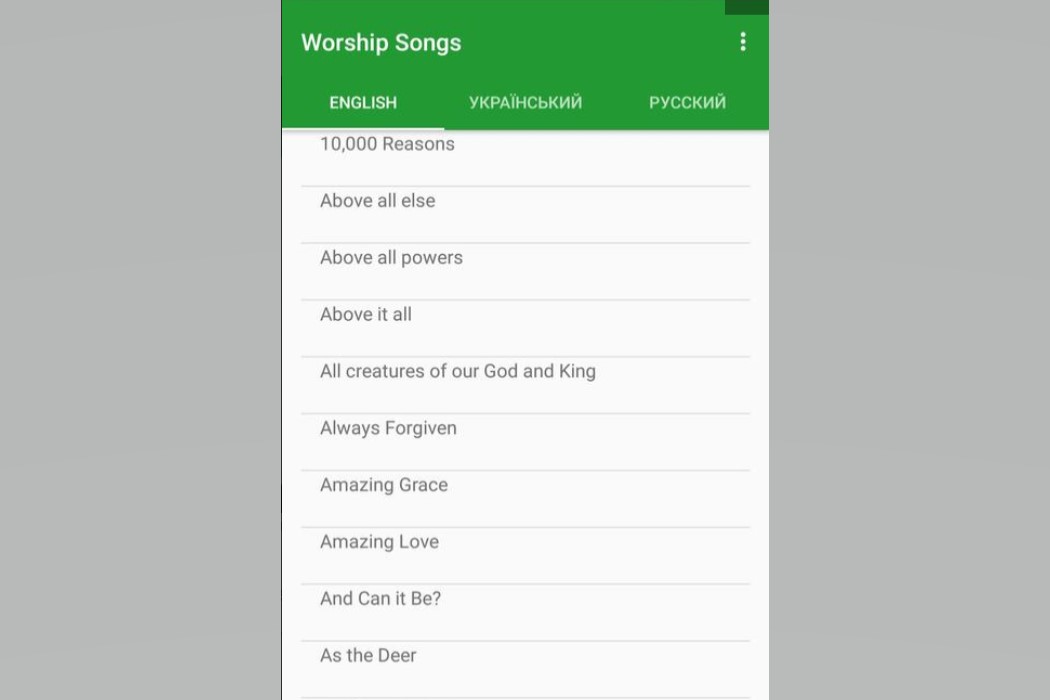 Worship Songs
ENGLISH УКРАЇНСЬКИЙ РУССКИЙ
10,000 Reasons
Above all else
Above all powers
Above it all
All creatures of our God and King
Always Forgiven
Amazing Grace
Amazing Love
And Can it Be?
As the Deer